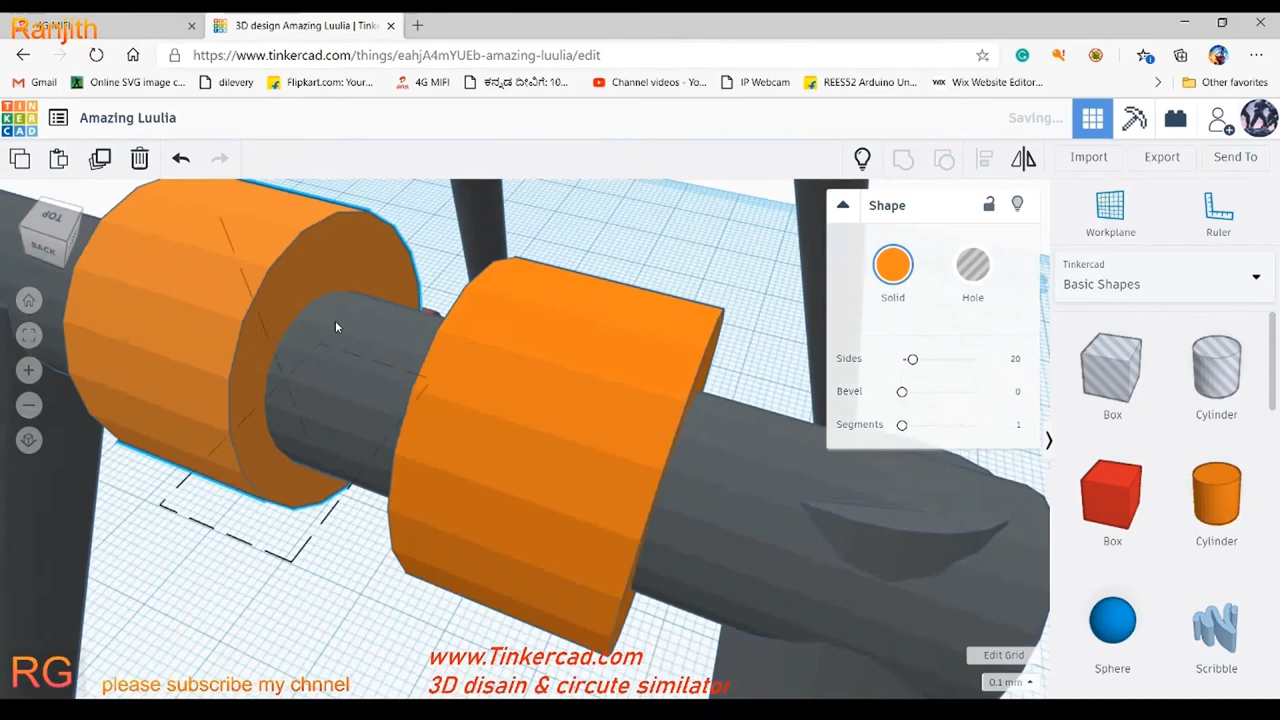 Ranjith
4G MIFI
3D design Amazing Luulia | Tink
https://www.tinkercad.com/things/eahjA4mYUEb-amazing-luulia/edit
Gmail
Online SVG image c...
dilevery
Flipkart.com: Your...
4G MIFI
ಕನ್ನಡ ದೀವಿಗೆ: 10...
Channel videos - Yo...
IP Webcam
REES52 Arduino Un...
WIX Wix Website Editor...
Other favorites
TIN
KER
CAD
Amazing Luulia
Saving...
Import
Export
Send To
TOP
BACK
Shape
Solid
Hole
Sides 20
Bevel 0
Segments 1
Workplane
Ruler
Tinkercad
Basic Shapes
Box
Cylinder
Box
Cylinder
Sphere
Scribble
Edit Grid
0.1 mm
RG
please subscribe my chnnel
www.Tinkercad.com
3D disain & circute similator